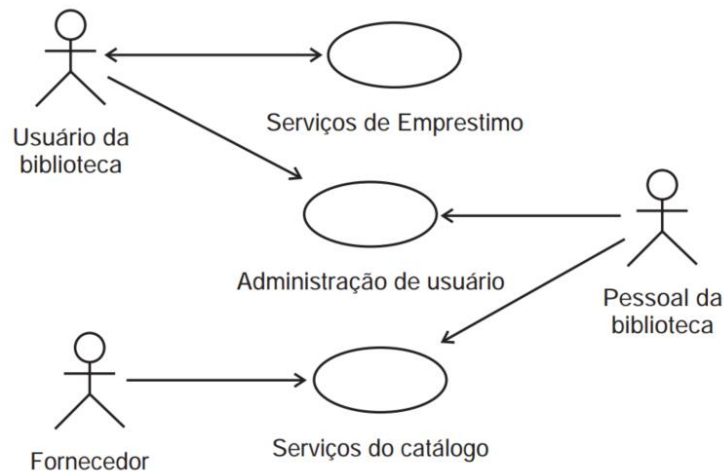 Usuário da
biblioteca
Serviços de Emprestimo
Administração de usuário
Pessoal da
biblioteca
Fornecedor
Serviços do catálogo